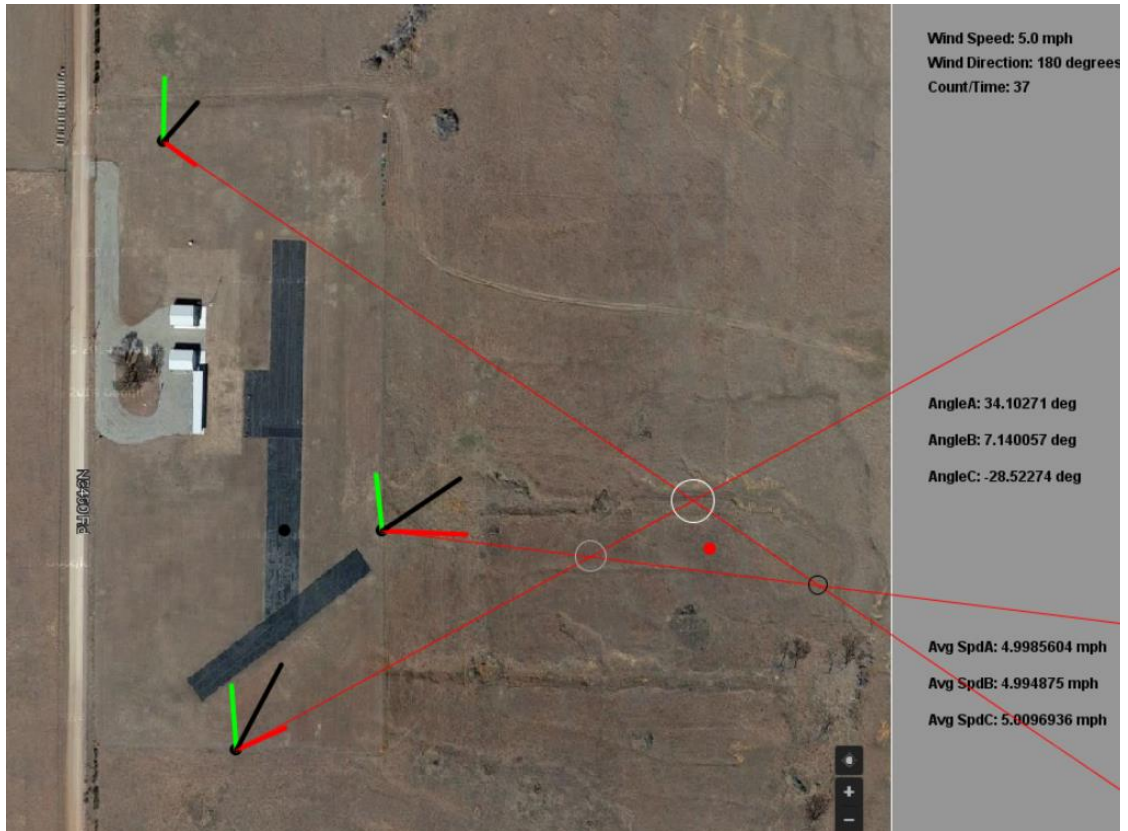 Wind Speed: 5.0 mph
Wind Direction: 180 degrees
Count/Time: 37
AngleA: 34.10271 deg
AngleB: 7.140057 deg
AngleC: -28.52274 deg
Avg SpdA: 4.9985604 mph
Avg SpdB: 4.994875 mph
Avg SpdC: 5.0096936 mph
+
−